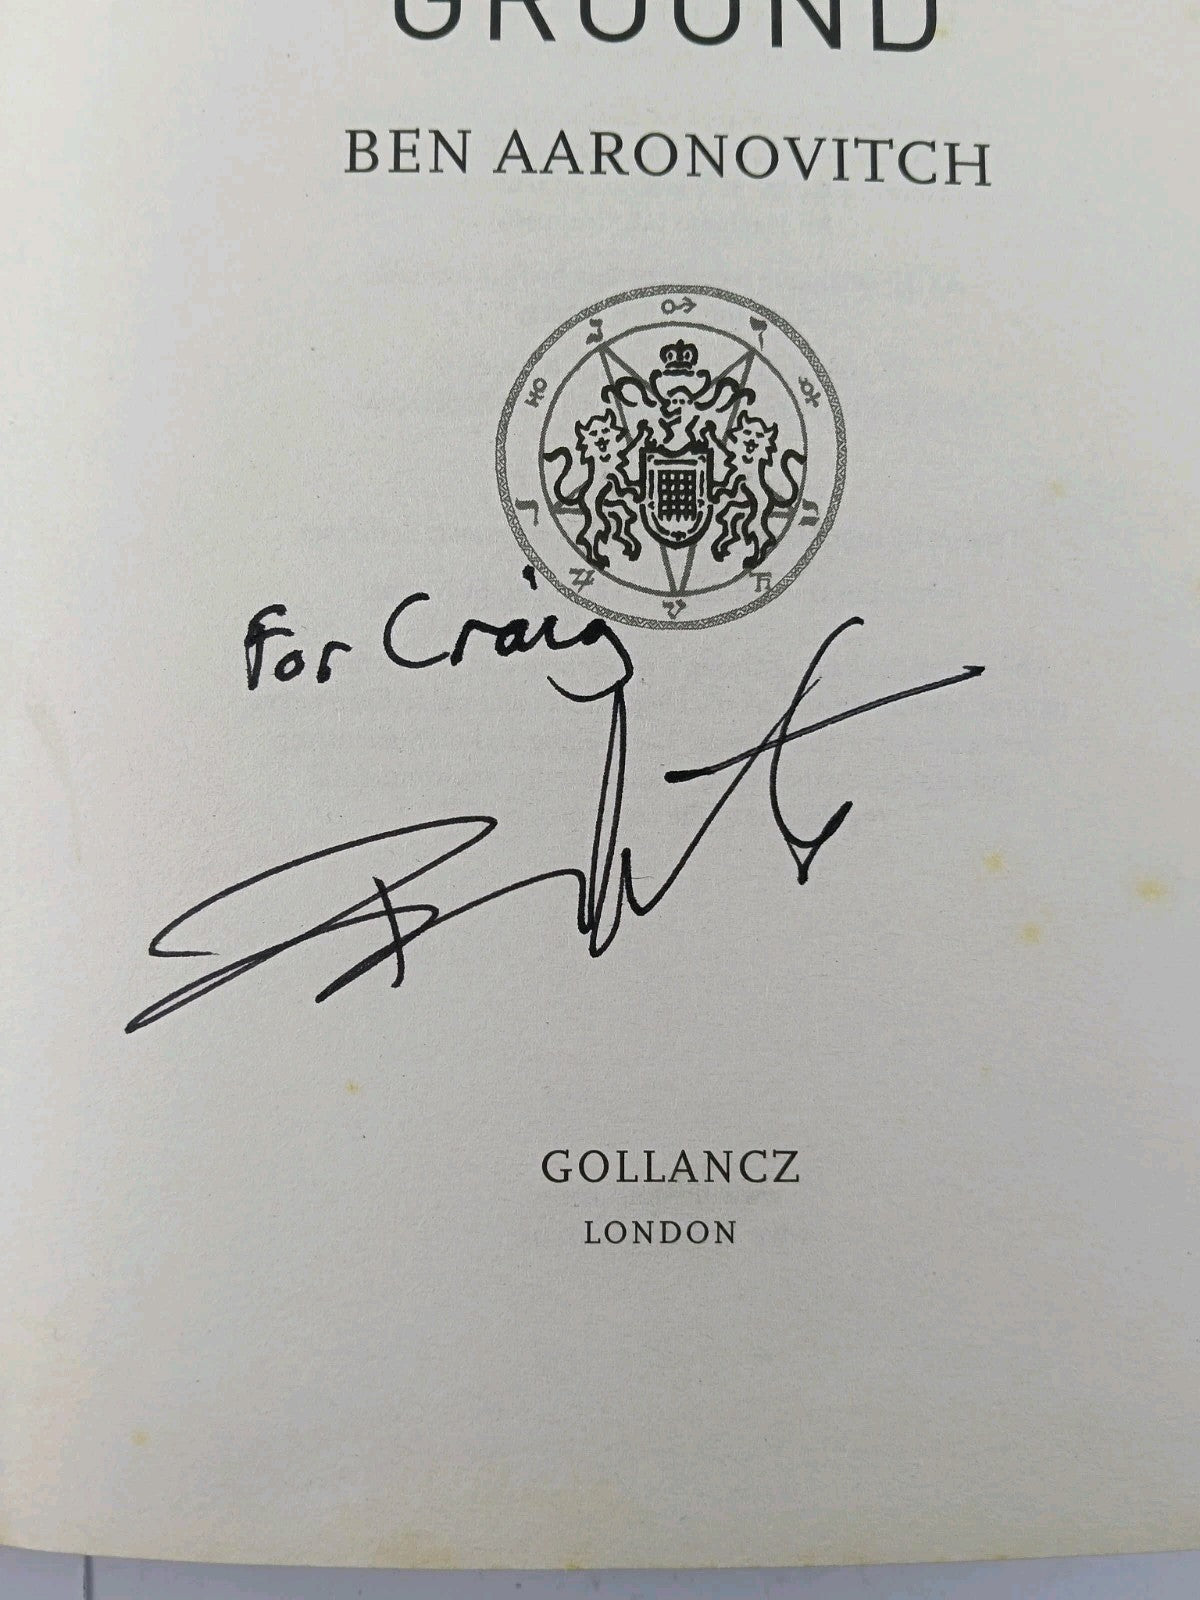 GROUND
BEN AARONOVITCH
For Craig
GOLLANCZ
LONDON